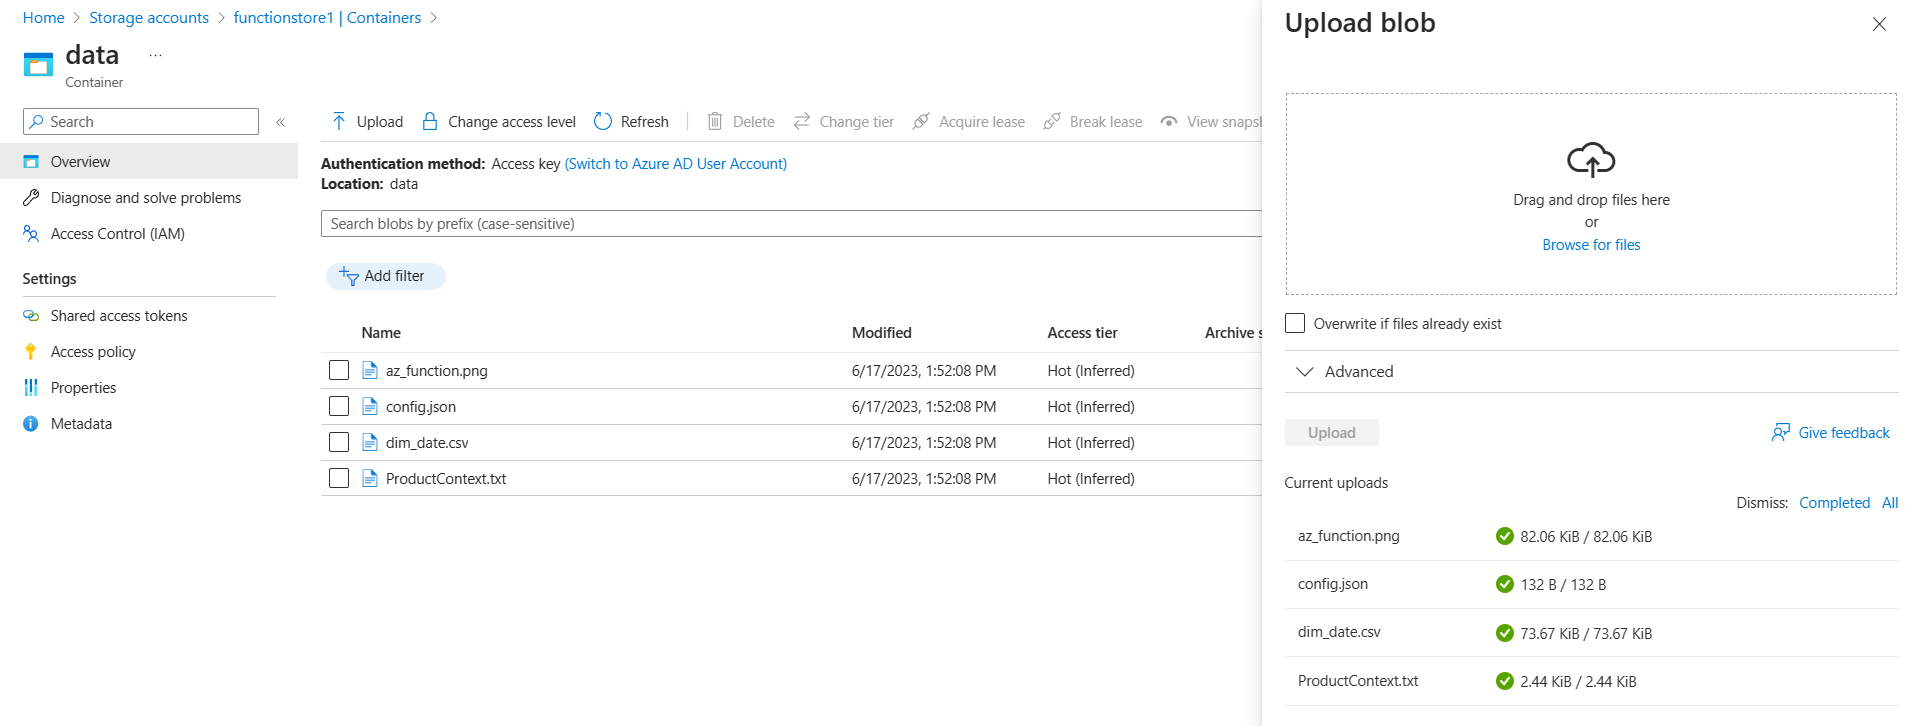 Home > Storage accounts > functionstore1 | Containers >
data ...
Container
Search «
Overview
Diagnose and solve problems
Access Control (IAM)
Settings
Shared access tokens
Access policy
Properties
Metadata
Upload Change access level Refresh Delete Change tier Acquire lease Break lease View snapsh
Authentication method: Access key (Switch to Azure AD User Account)
Location: data
Search blobs by prefix (case-sensitive)
Add filter
Name Modified Access tier Archive s
az_function.png 6/17/2023, 1:52:08 PM Hot (Inferred)
config.json 6/17/2023, 1:52:08 PM Hot (Inferred)
dim_date.csv 6/17/2023, 1:52:08 PM Hot (Inferred)
ProductContext.txt 6/17/2023, 1:52:08 PM Hot (Inferred)
Upload blob
Drag and drop files here
or
Browse for files
Overwrite if files already exist
Advanced
Upload Give feedback
Current uploads
Dismiss: Completed All
az_function.png 82.06 KiB / 82.06 KiB
config.json 132 B / 132 B
dim_date.csv 73.67 KiB / 73.67 KiB
ProductContext.txt 2.44 KiB / 2.44 KiB